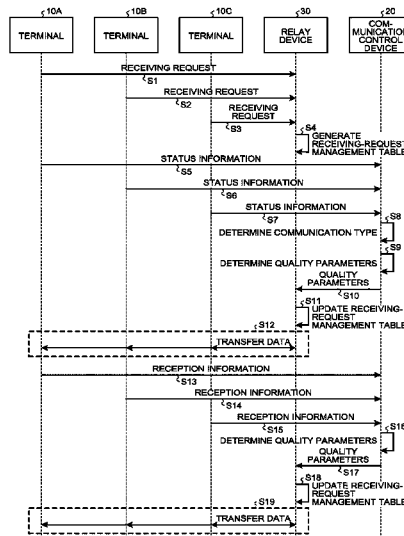 10A
10B
10C
30
20
TERMINAL
TERMINAL
TERMINAL
RELAY
DEVICE
COM-
MUNICATION
CONTROL
DEVICE
RECEIVING REQUEST
S1
RECEIVING REQUEST
S2
RECEIVING
REQUEST
S3
S4
GENERATE
RECEIVING-REQUEST
MANAGEMENT TABLE
STATUS INFORMATION
S5
STATUS INFORMATION
S6
STATUS INFORMATION
S7
S8
DETERMINE COMMUNICATION TYPE
S9
DETERMINE QUALITY PARAMETERS
QUALITY
PARAMETERS
S10
S11
UPDATE RECEIVING-
REQUEST
MANAGEMENT TABLE
S12
TRANSFER DATA
RECEPTION INFORMATION
S13
RECEPTION INFORMATION
S14
RECEPTION INFORMATION
S15
S16
DETERMINE QUALITY PARAMETERS
QUALITY
PARAMETERS
S17
S18
UPDATE RECEIVING-
REQUEST
MANAGEMENT TABLE
S19
TRANSFER DATA